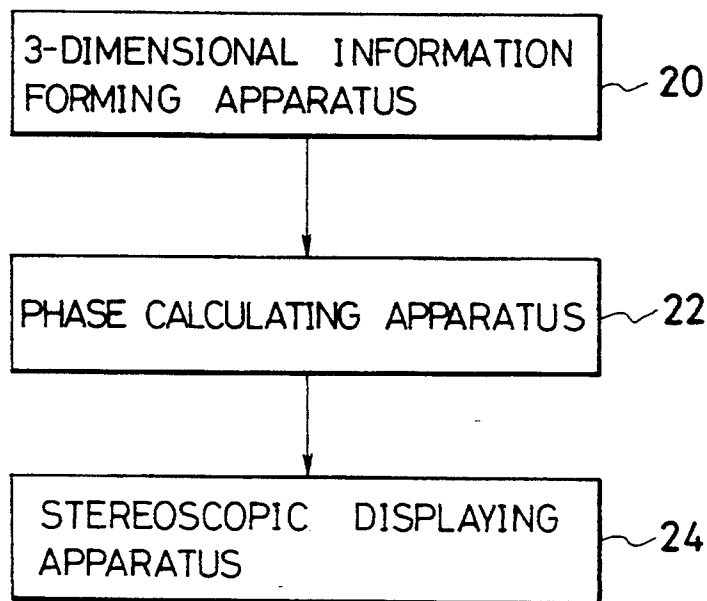 3-DIMENSIONAL INFORMATION
FORMING APPARATUS
20
PHASE CALCULATING APPARATUS
22
STEREOSCOPIC DISPLAYING
APPARATUS
24